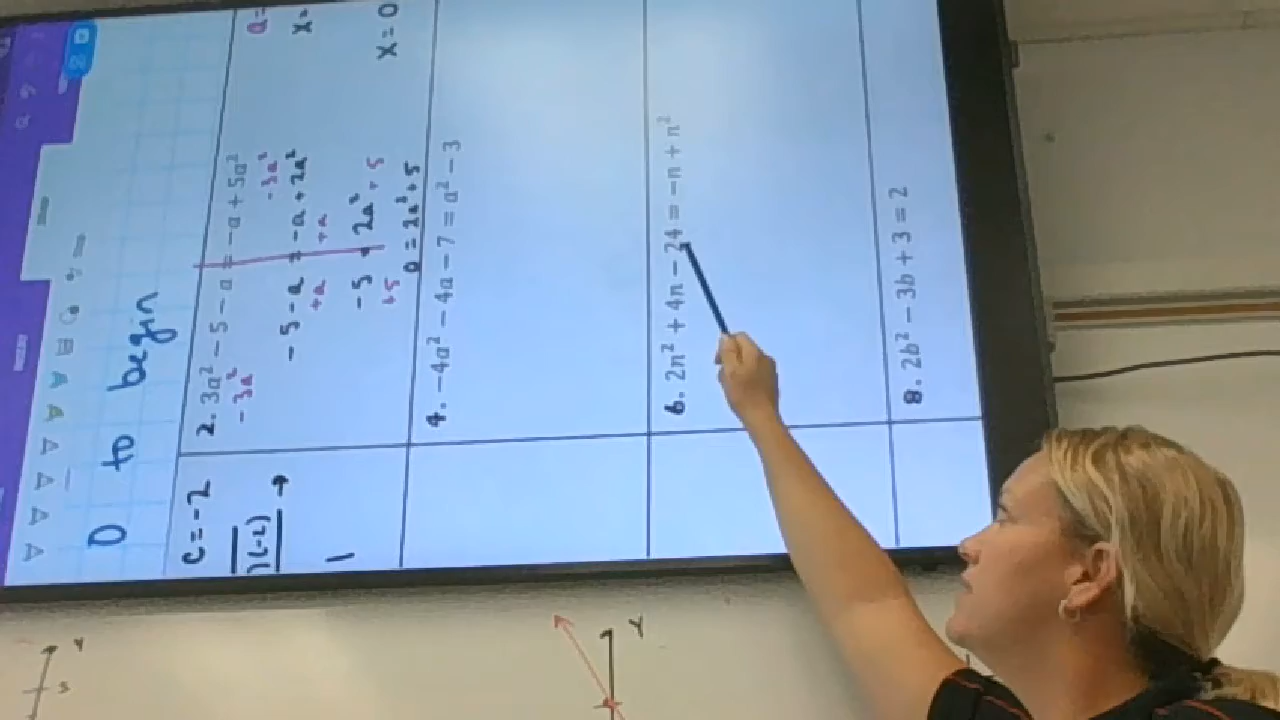 0 to begin
c = -2
)(-2)
2. 3a² - 5 - a = -a + 5a²
-3a² -3a²
-5 - a = -a + 2a²
+a +a
-5 = 2a² + 5
+5
0 = 2a² + 5
a =
x =
x = 0
4. -4a² - 4a - 7 = a² - 3
6. 2n² + 4n - 24 = -n + n²
8. 2b² - 3b + 3 = 2